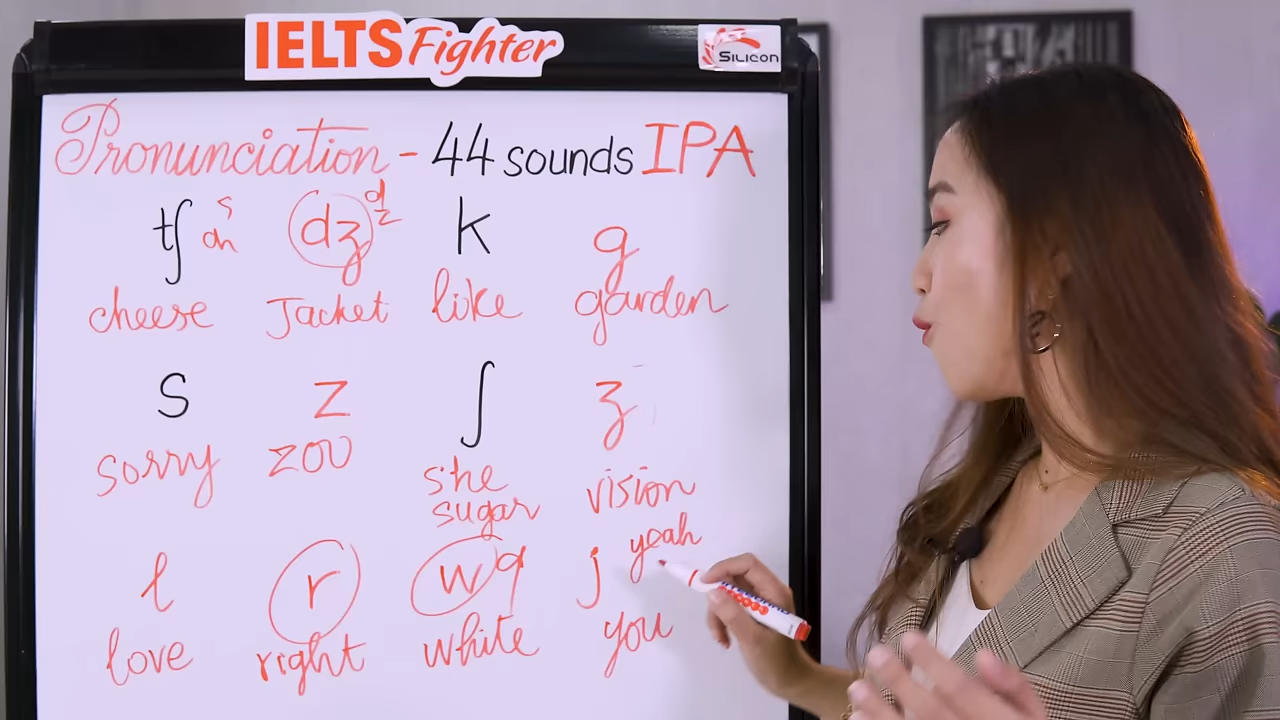 IELTS Fighter
SILICON
Pronunciation - 44 sounds IPA
tʃ dʒ k g
cheese Jacket like garden
s z ʃ ʒ
sorry zoo she vision
sugar
l r w j yeah
love right white you